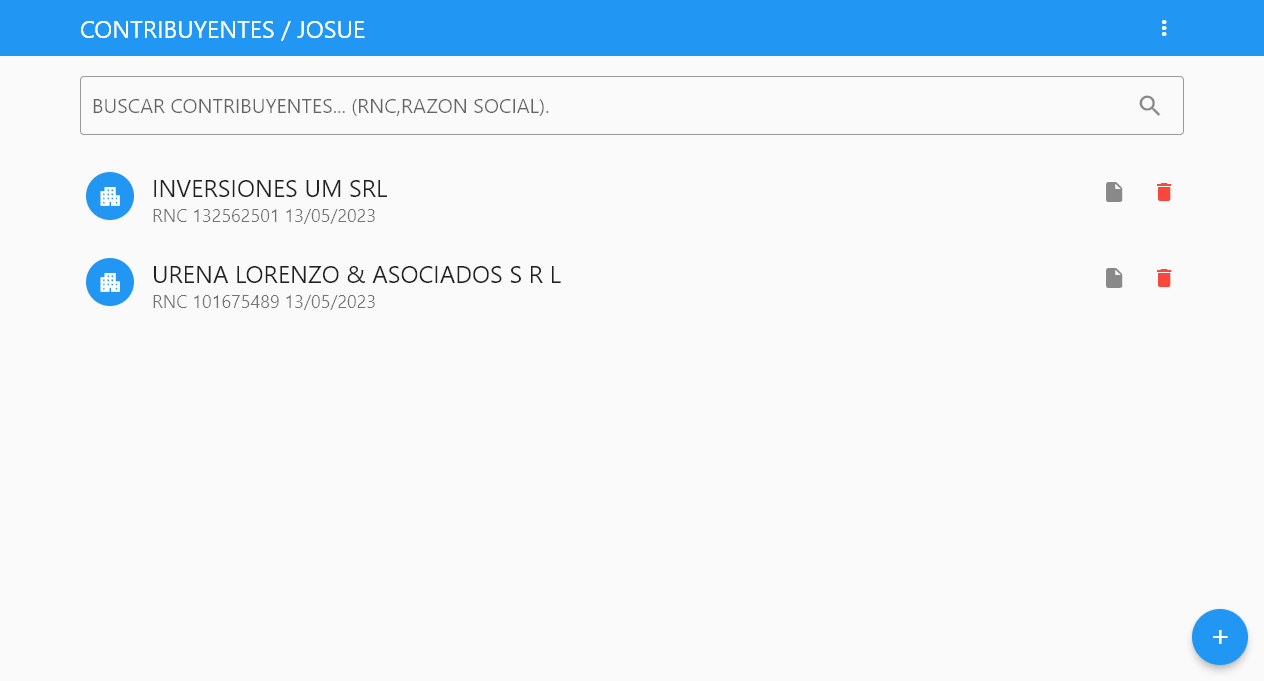 CONTRIBUYENTES / JOSUE
BUSCAR CONTRIBUYENTES... (RNC,RAZON SOCIAL).
INVERSIONES UM SRL
RNC 132562501 13/05/2023
URENA LORENZO & ASOCIADOS S R L
RNC 101675489 13/05/2023